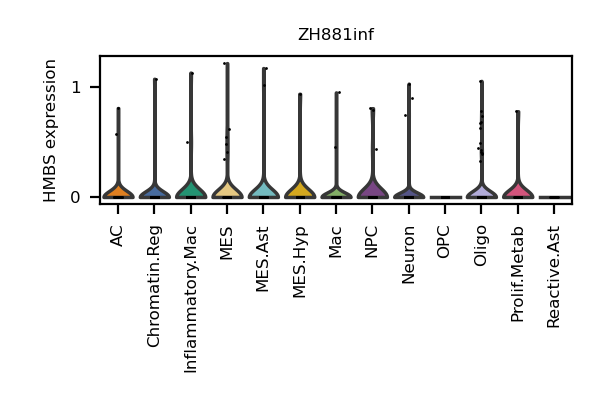 ZH881inf
HMBS expression
1
0
AC
Chromatin.Reg
Inflammatory.Mac
MES
MES.Ast
MES.Hyp
Mac
NPC
Neuron
OPC
Oligo
Prolif.Metab
Reactive.Ast